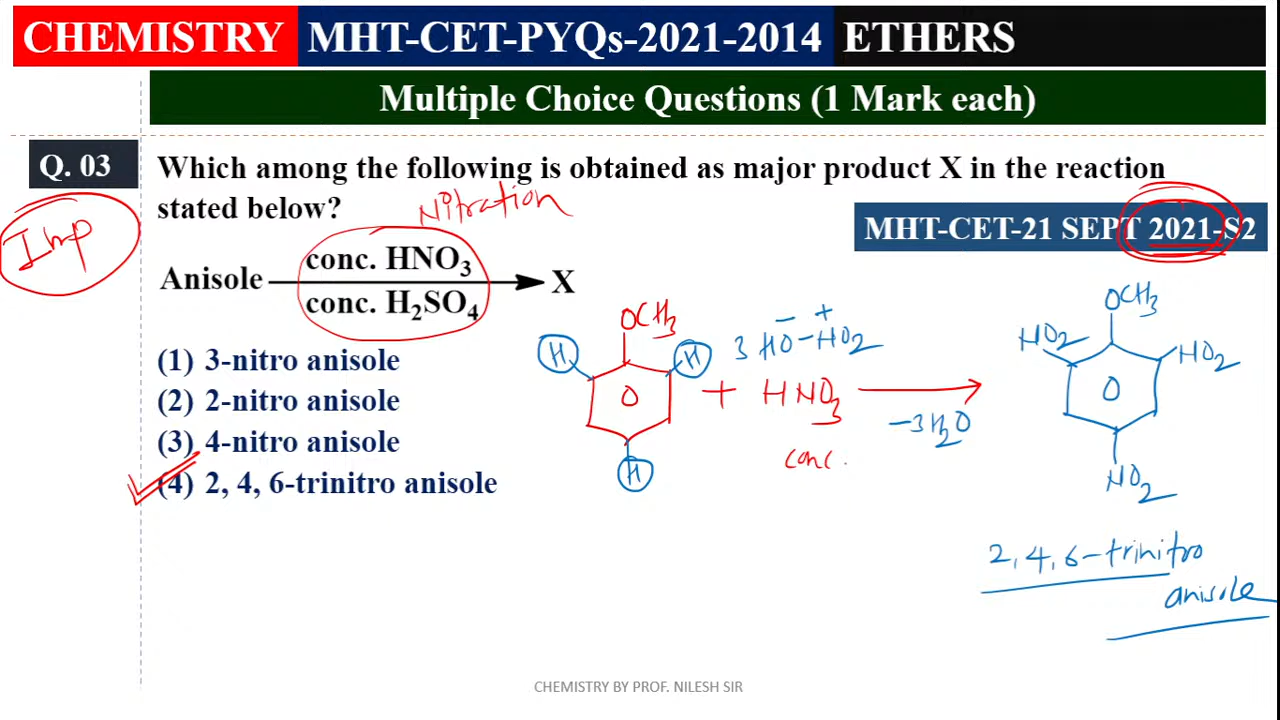 CHEMISTRY MHT-CET-PYQs-2021-2014 ETHERS
Multiple Choice Questions (1 Mark each)
Q. 03
Which among the following is obtained as major product X in the reaction
stated below?
Nitration
Imp
MHT-CET-21 SEPT 2021-S2
conc. HNO₃
Anisole X
conc. H₂SO₄
(1) 3-nitro anisole
(2) 2-nitro anisole
(3) 4-nitro anisole
(4) 2, 4, 6-trinitro anisole
OCH₃
H H
O
H
+ HNO₃
3 HO⁻–NO₂⁺
conc.
–3H₂O
OCH₃
NO₂ NO₂
O
NO₂
2, 4, 6-trinitro
anisole
CHEMISTRY BY PROF. NILESH SIR